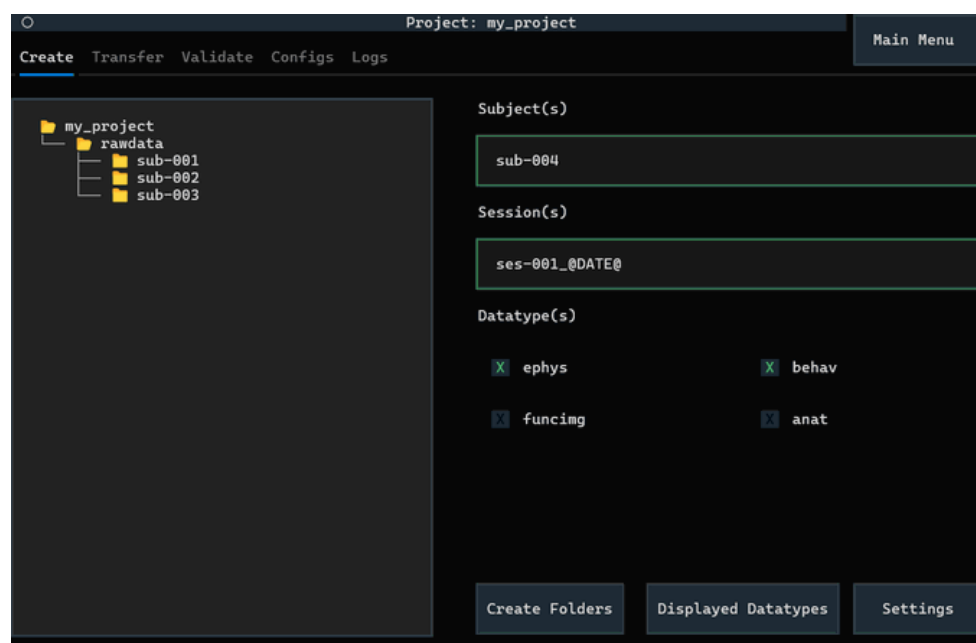 Project: my_project
Main Menu
Create Transfer Validate Configs Logs
my_project
rawdata
sub-001
sub-002
sub-003
Subject(s)
sub-004
Session(s)
ses-001_@DATE@
Datatype(s)
X ephys
X behav
X funcimg
X anat
Create Folders
Displayed Datatypes
Settings